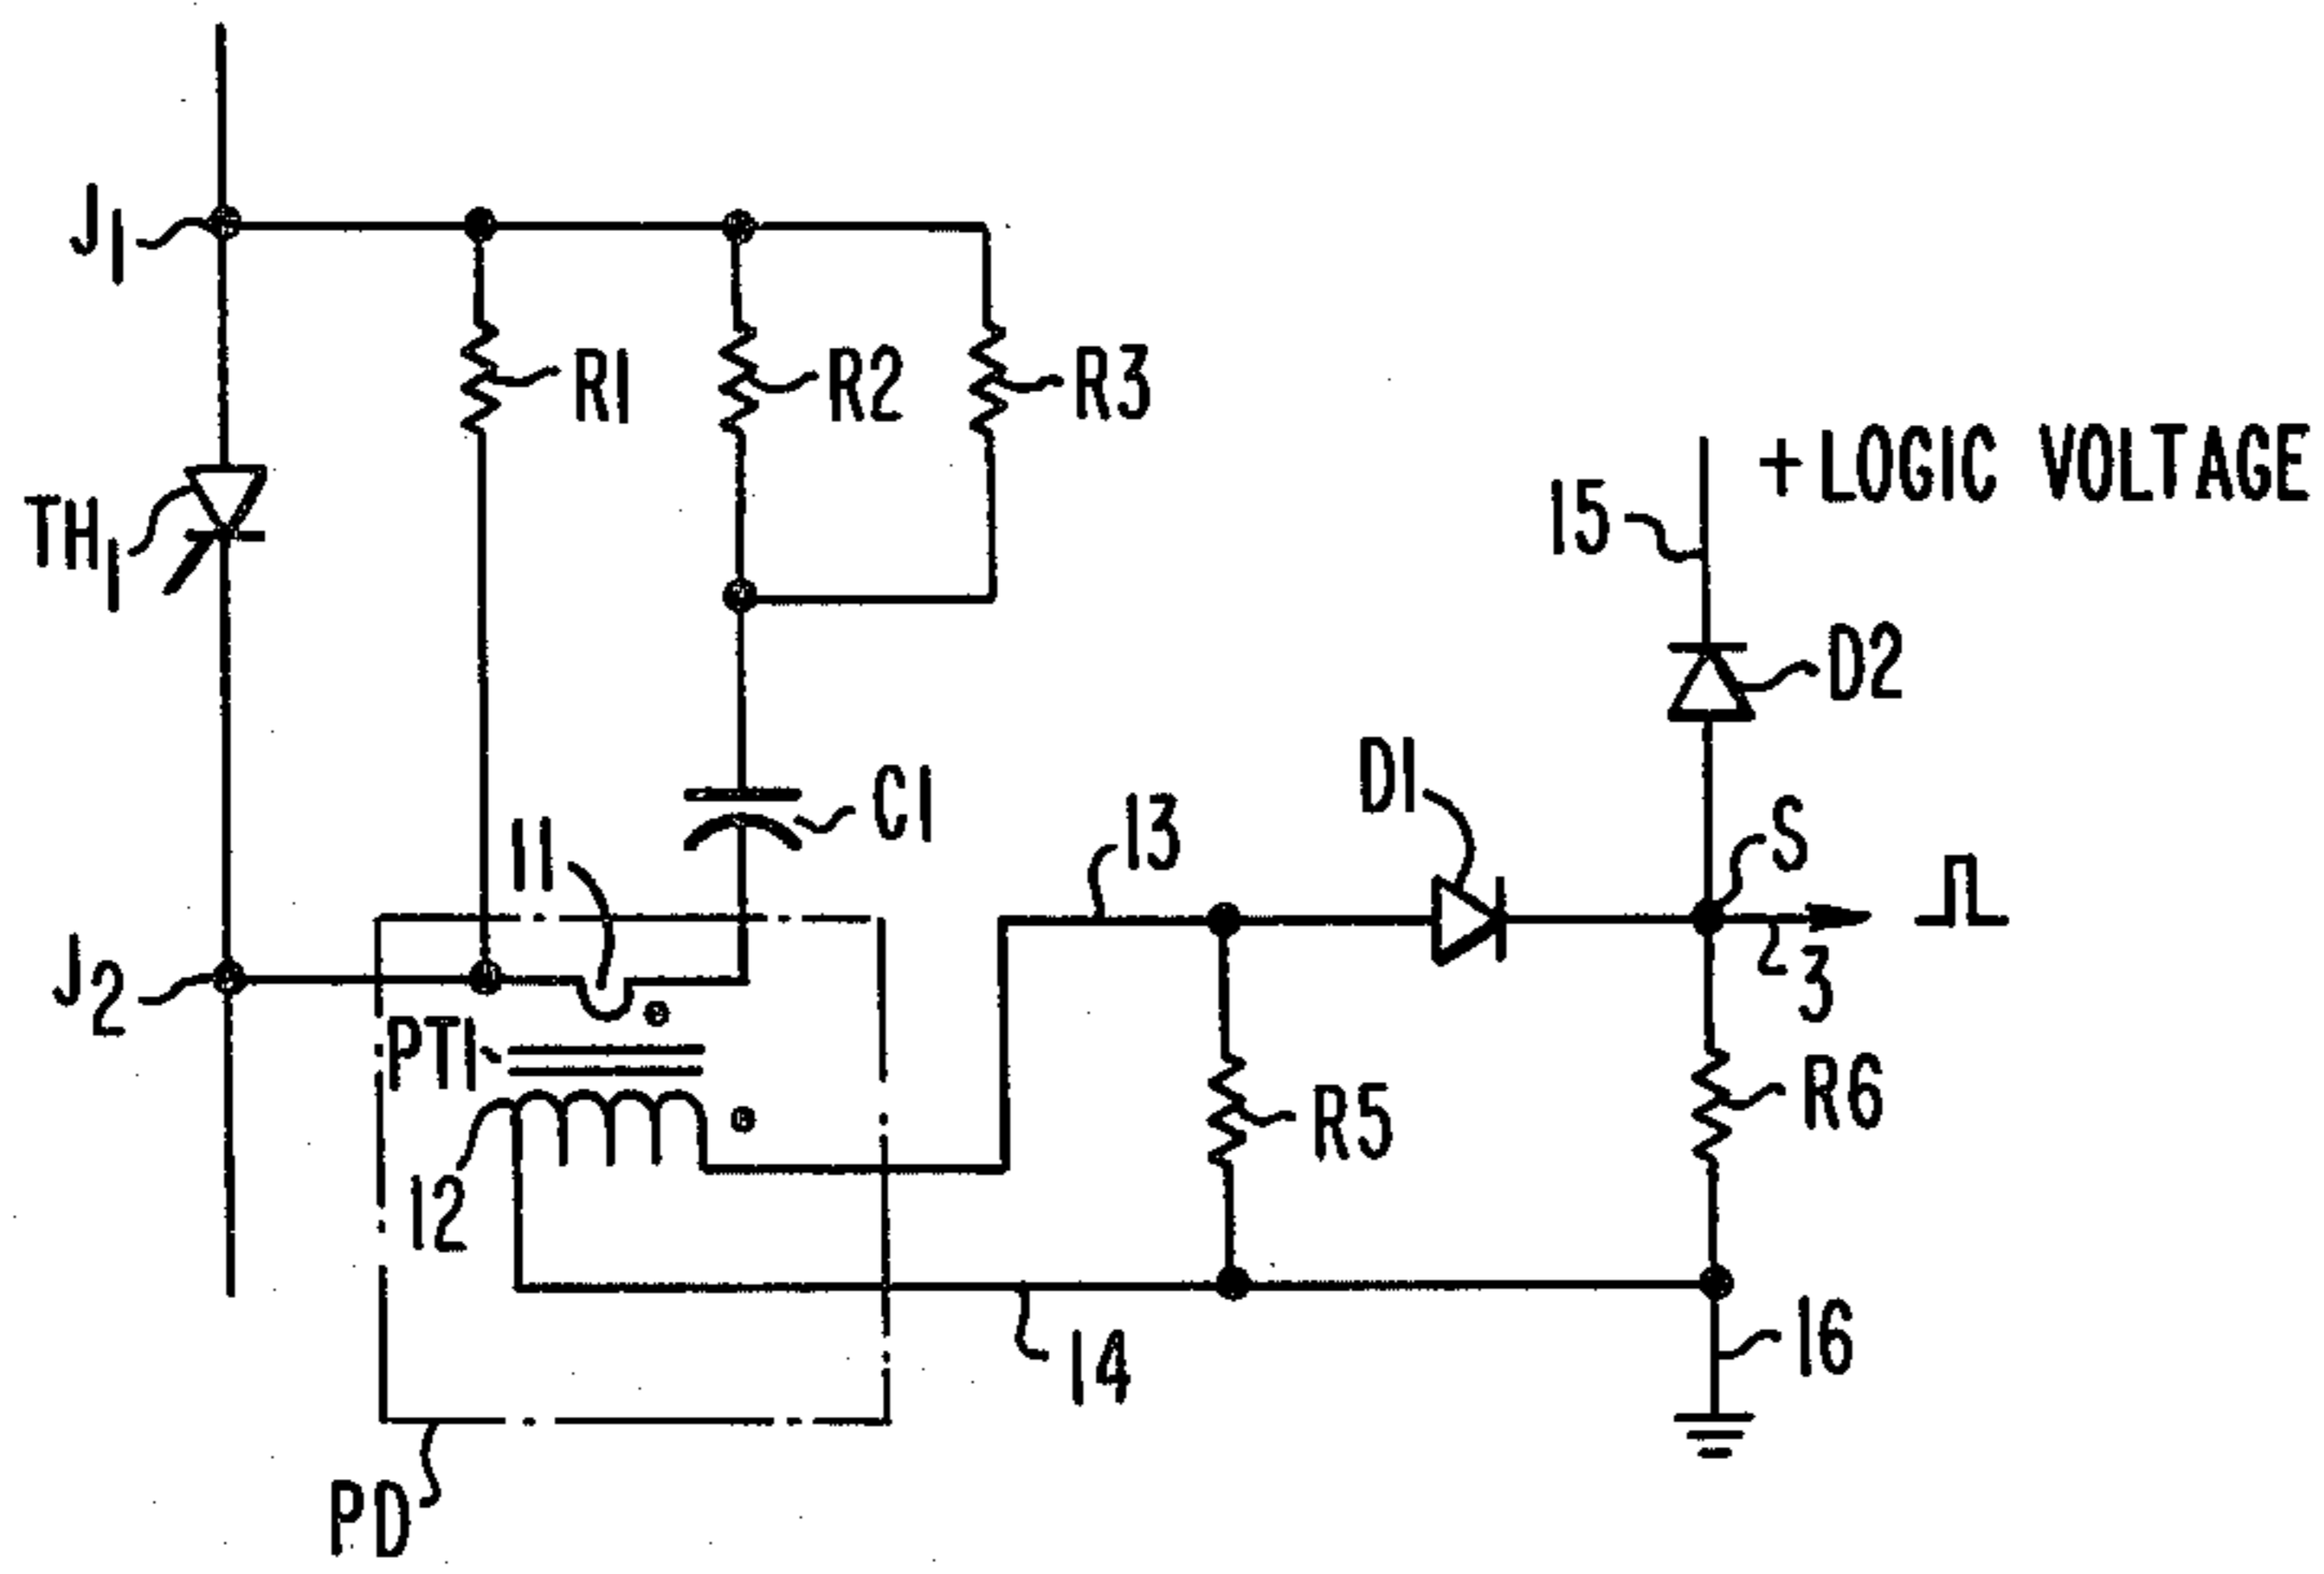 J1
R1
R2
R3
+ LOGIC VOLTAGE
15
TH1
D2
C1
D1
13
S
11
3
J2
PT1
R5
R6
12
14
16
PD